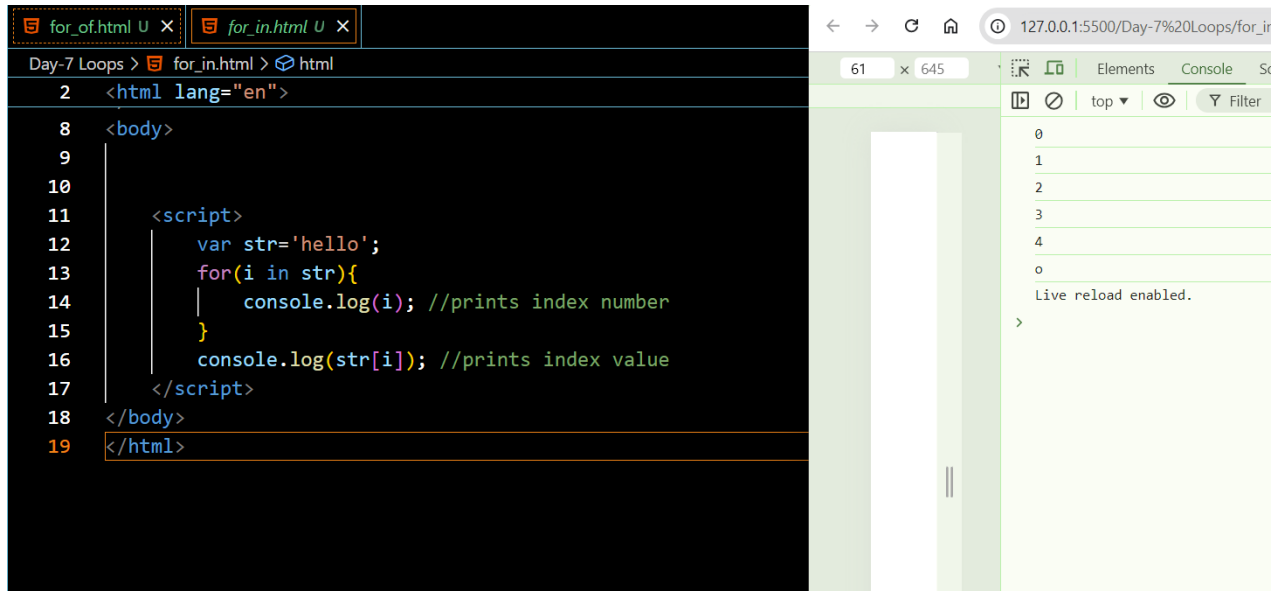 for_of.html U ×
for_in.html U ×
Day-7 Loops > for_in.html > html
2 <html lang="en">
8 <body>
9
10
11 <script>
12 var str='hello';
13 for(i in str){
14 console.log(i); //prints index number
15 }
16 console.log(str[i]); //prints index value
17 </script>
18 </body>
19 </html>
127.0.0.1:5500/Day-7%20Loops/for_in
61 × 645
Elements Console
top ▼ Filter
0
1
2
3
4
o
Live reload enabled.
>